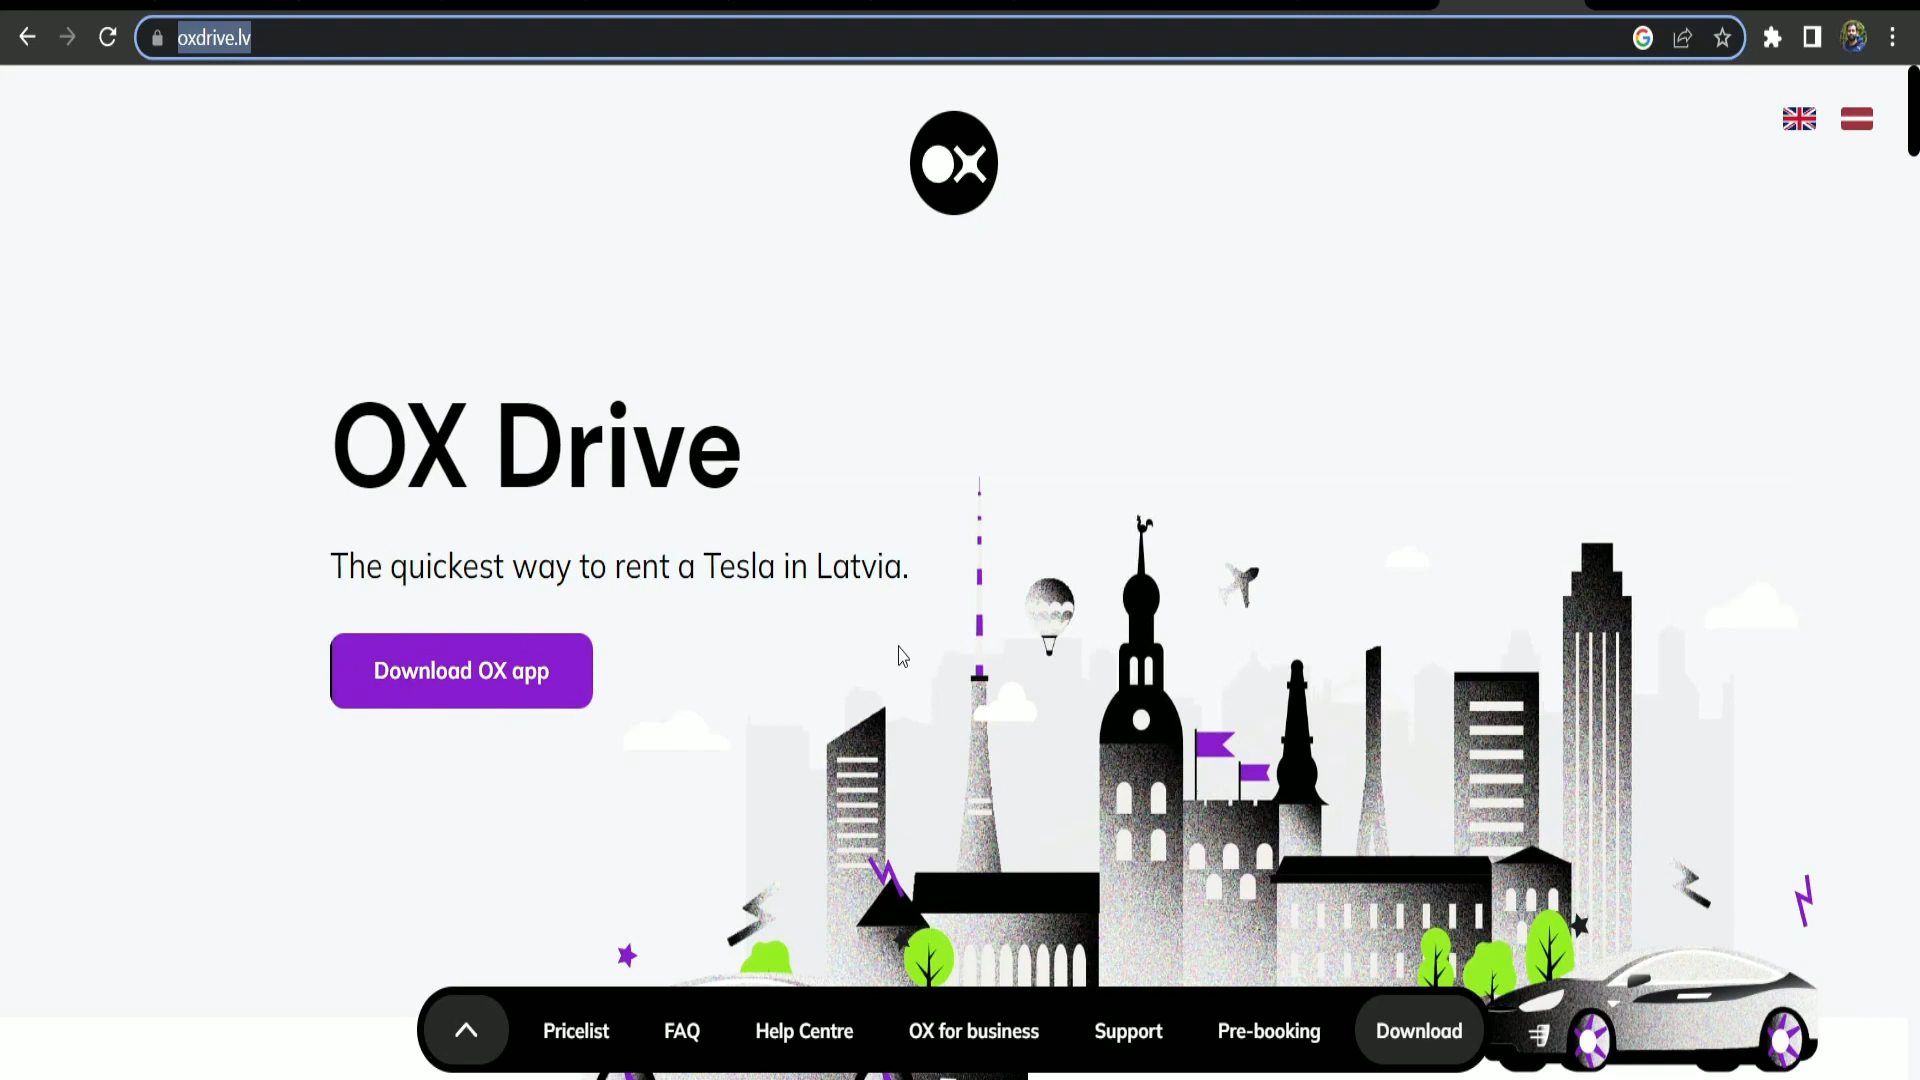 oxdrive.lv
OX
OX Drive
The quickest way to rent a Tesla in Latvia.
Download OX app
Pricelist FAQ Help Centre OX for business Support Pre-booking Download